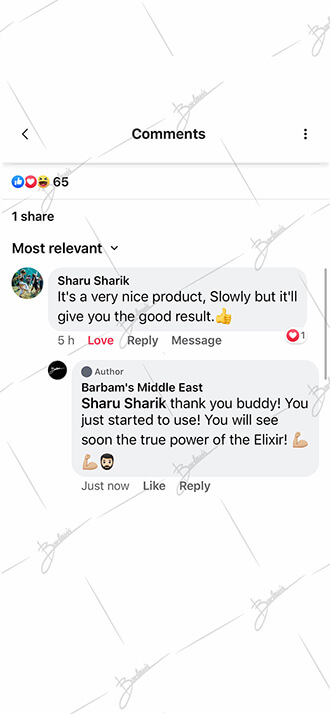 Comments
65
1 share
Most relevant
Sharu Sharik
It's a very nice product, Slowly but it'll
give you the good result.👍
1
5 h Love Reply Message
Author
Barbam's Middle East
Sharu Sharik thank you buddy! You
just started to use! You will see
soon the true power of the Elixir! 💪🏼
💪🏼🧔🏻
Just now Like Reply